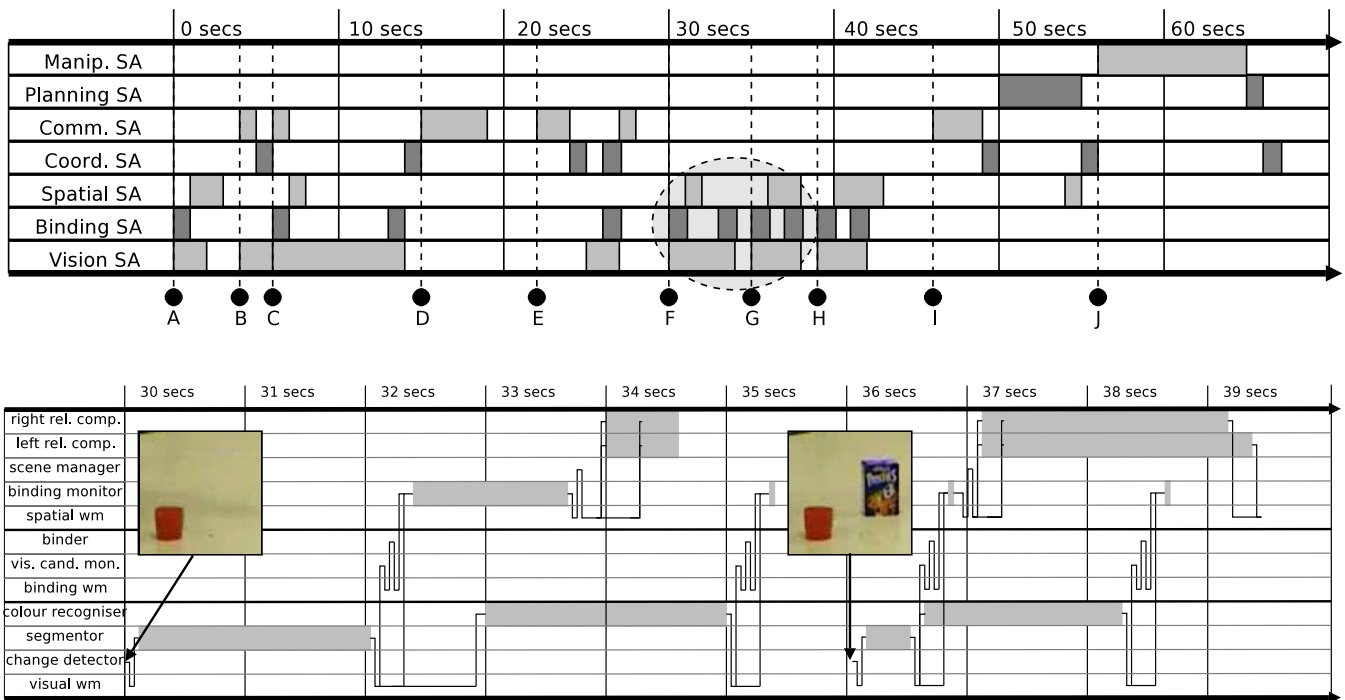 0 secs 10 secs 20 secs 30 secs 40 secs 50 secs 60 secs
Manip. SA
Planning SA
Comm. SA
Coord. SA
Spatial SA
Binding SA
Vision SA
A B C D E F G H I J
30 secs 31 secs 32 secs 33 secs 34 secs 35 secs 36 secs 37 secs 38 secs 39 secs
right rel. comp.
left rel. comp.
scene manager
binding monitor
spatial wm
binder
vis. cand. mon.
binding wm
colour recogniser
segmentor
change detector
visual wm